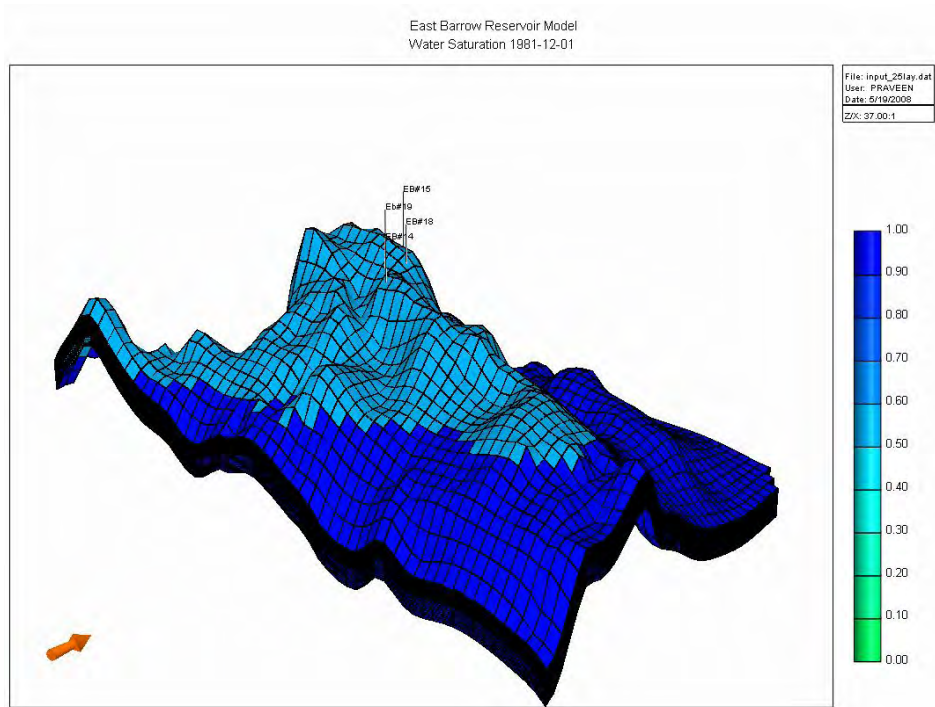 East Barrow Reservoir Model
Water Saturation 1981-12-01
File: input_25lay.dat
User: PRAVEEN
Date: 5/19/2008
Z/X: 37.00:1
EB#15
Eb#19
EB#18
EB#14
1.00
0.90
0.80
0.70
0.60
0.50
0.40
0.30
0.20
0.10
0.00